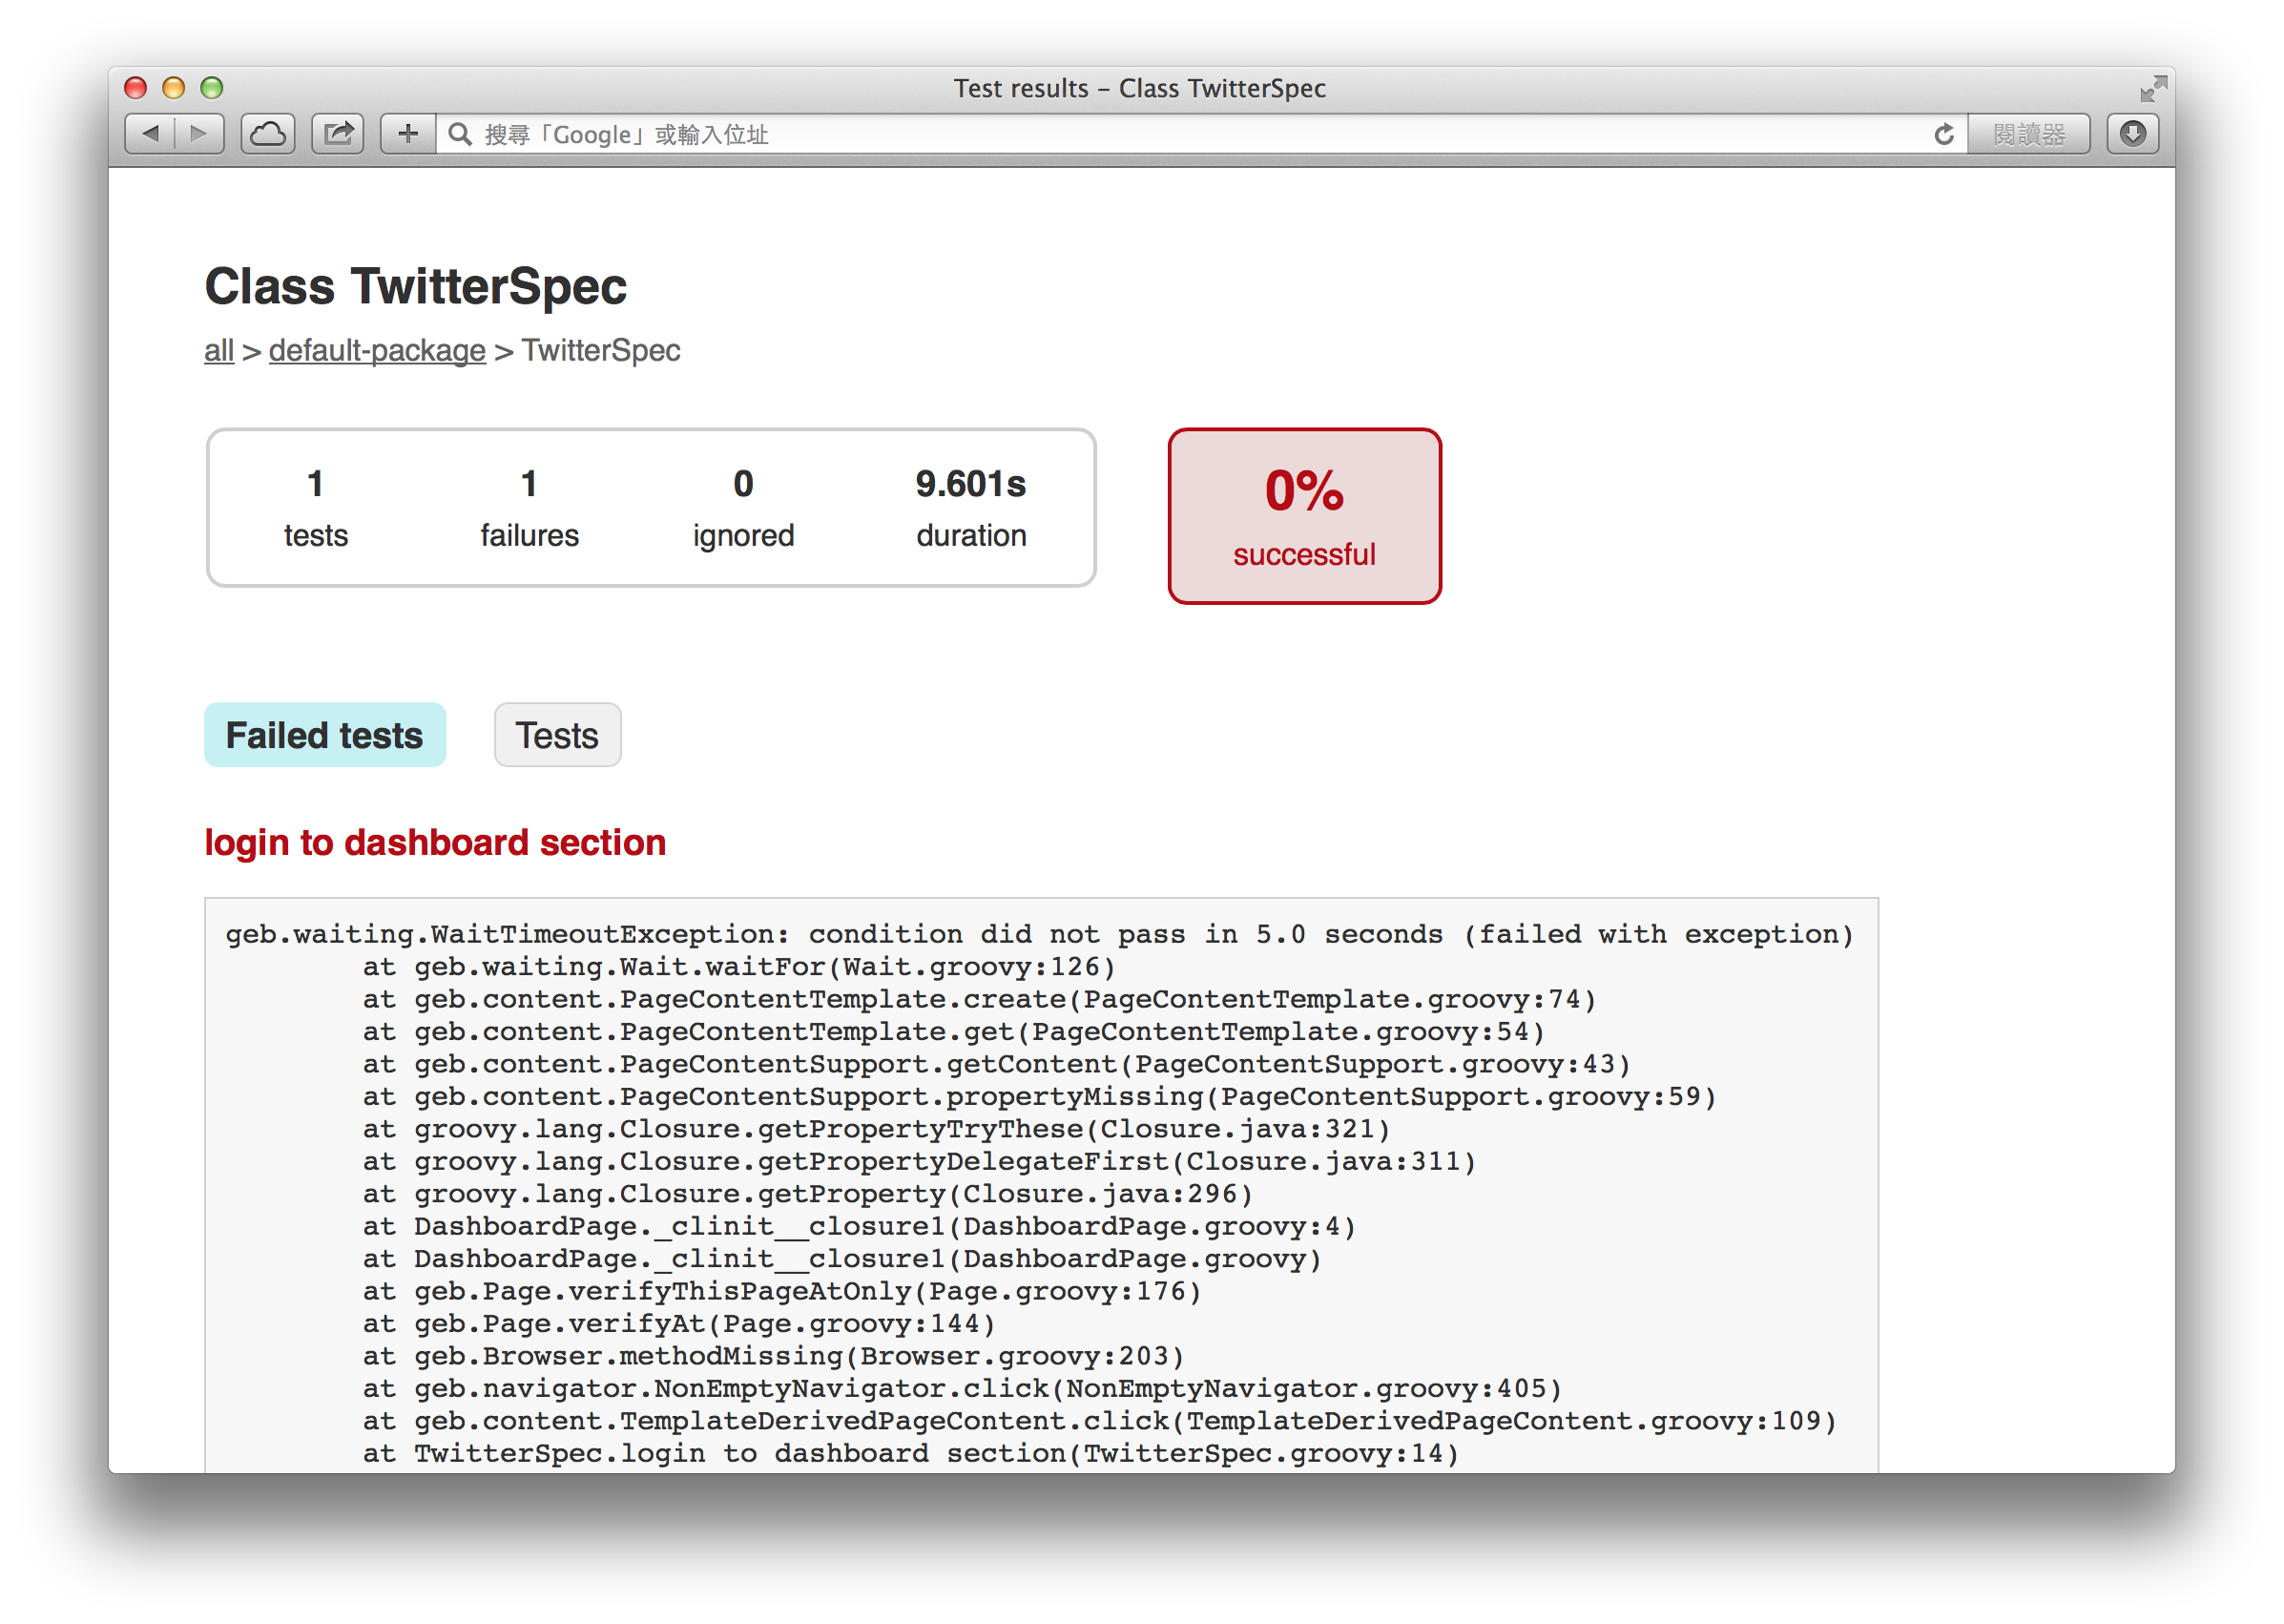 Test results – Class TwitterSpec
搜尋「Google」或輸入位址
閱讀器
Class TwitterSpec
all > default-package > TwitterSpec
1
tests
1
failures
0
ignored
9.601s
duration
0%
successful
Failed tests
Tests
login to dashboard section
geb.waiting.WaitTimeoutException: condition did not pass in 5.0 seconds (failed with exception)
at geb.waiting.Wait.waitFor(Wait.groovy:126)
at geb.content.PageContentTemplate.create(PageContentTemplate.groovy:74)
at geb.content.PageContentTemplate.get(PageContentTemplate.groovy:54)
at geb.content.PageContentSupport.getContent(PageContentSupport.groovy:43)
at geb.content.PageContentSupport.propertyMissing(PageContentSupport.groovy:59)
at groovy.lang.Closure.getPropertyTryThese(Closure.java:321)
at groovy.lang.Closure.getPropertyDelegateFirst(Closure.java:311)
at groovy.lang.Closure.getProperty(Closure.java:296)
at DashboardPage._clinit__closure1(DashboardPage.groovy:4)
at DashboardPage._clinit__closure1(DashboardPage.groovy)
at geb.Page.verifyThisPageAtOnly(Page.groovy:176)
at geb.Page.verifyAt(Page.groovy:144)
at geb.Browser.methodMissing(Browser.groovy:203)
at geb.navigator.NonEmptyNavigator.click(NonEmptyNavigator.groovy:405)
at geb.content.TemplateDerivedPageContent.click(TemplateDerivedPageContent.groovy:109)
at TwitterSpec.login to dashboard section(TwitterSpec.groovy:14)